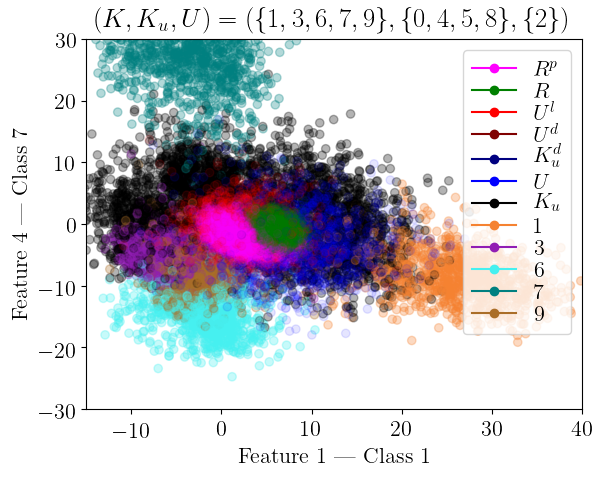 (K, K_u, U) = ({1, 3, 6, 7, 9}, {0, 4, 5, 8}, {2})
30
20
10
0
−10
−20
−30
Feature 4 — Class 7
−10
0
10
20
30
40
Feature 1 — Class 1
R^p
R
U^l
U^d
K_u^d
U
K_u
1
3
6
7
9